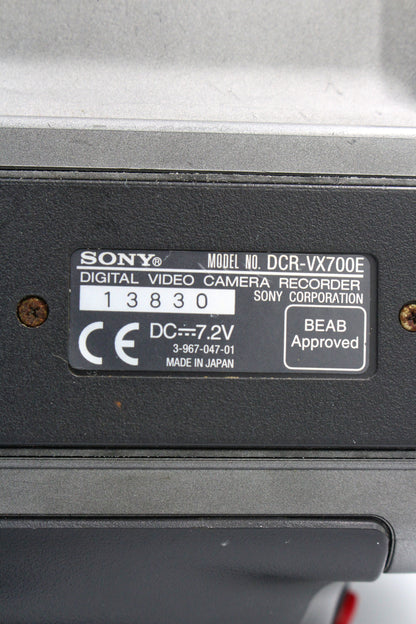 SONY® MODEL NO. DCR-VX700E
DIGITAL VIDEO CAMERA RECORDER
13830 SONY CORPORATION
CE DC⎓7.2V
3-967-047-01
MADE IN JAPAN
BEAB
Approved